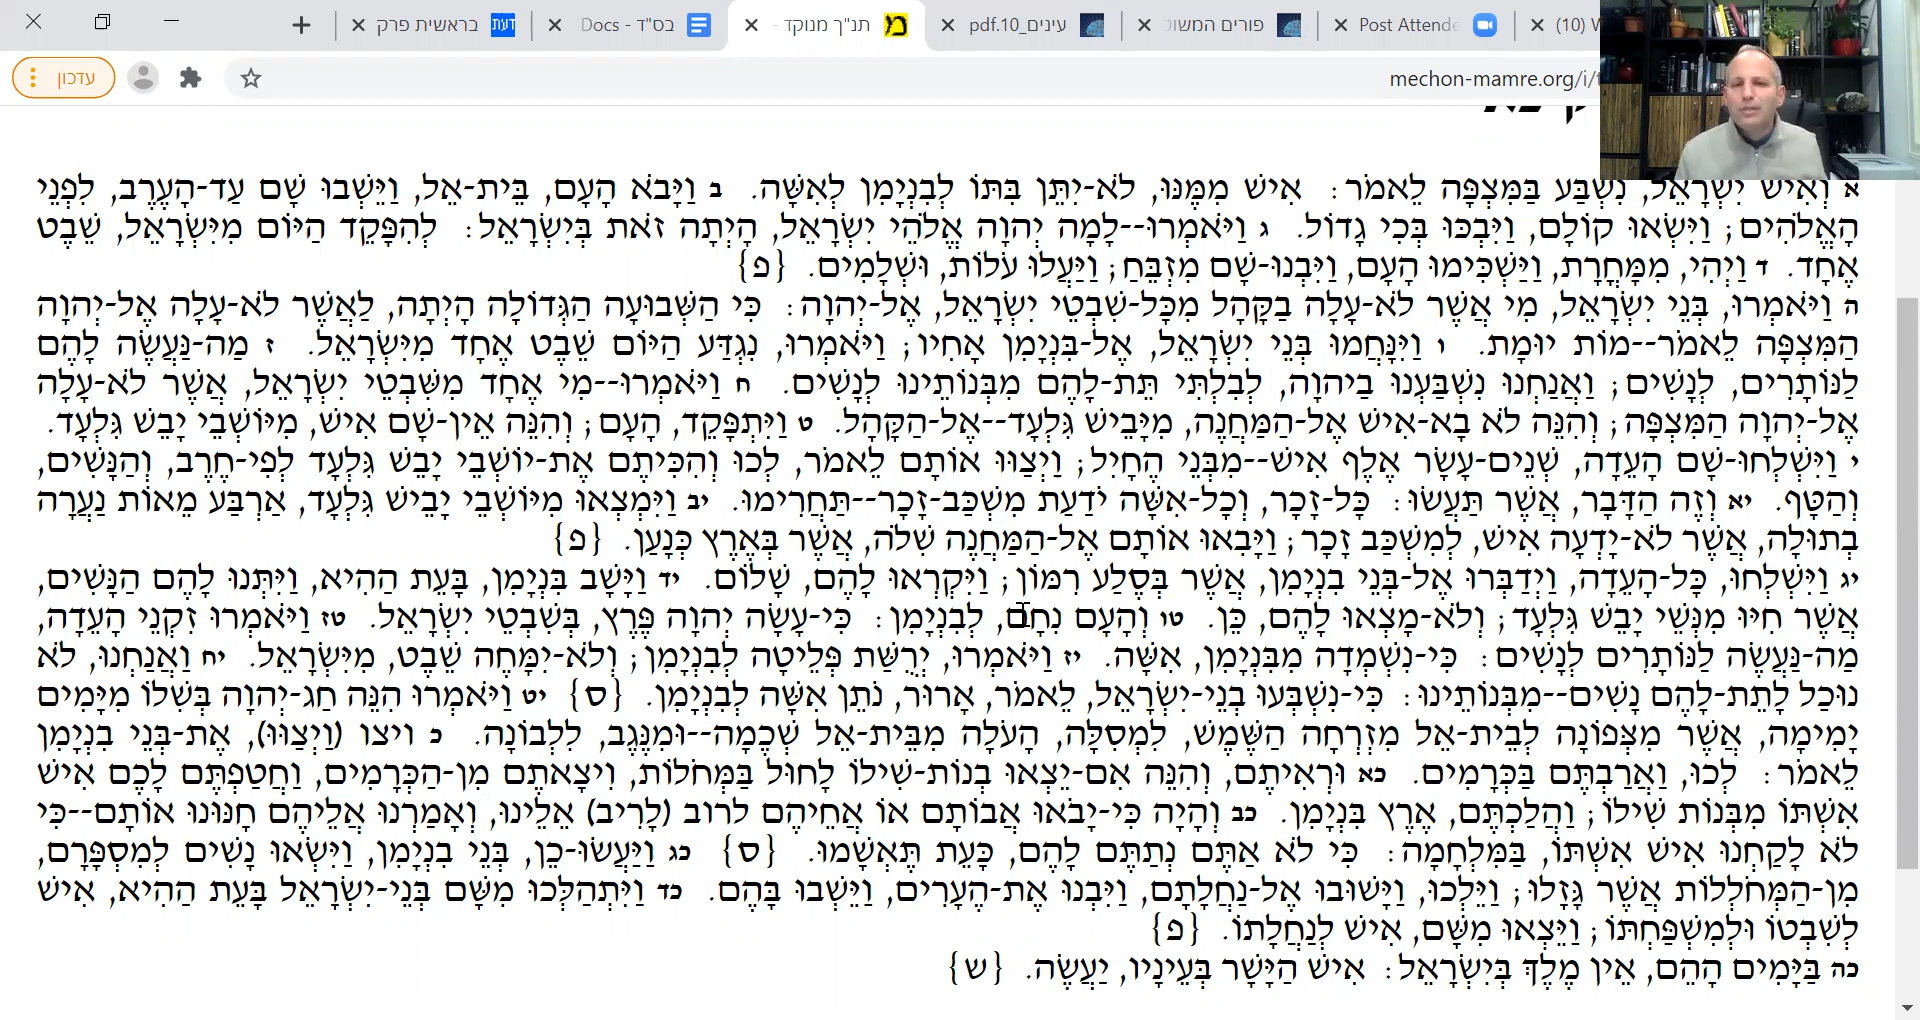 בראשית פרק
בס"ד - Docs
תנ"ך מנוקד -
עינים_10.pdf
פורים המשוק
Post Attende
(10) W
עדכון
mechon-mamre.org/i/t
א וְאִישׁ יִשְׂרָאֵל, נִשְׁבַּע בַּמִּצְפָּה לֵאמֹר: אִישׁ מִמֶּנּוּ, לֹא-יִתֵּן בִּתּוֹ לְבִנְיָמִן לְאִשָּׁה. ב וַיָּבֹא הָעָם, בֵּית-אֵל, וַיֵּשְׁבוּ שָׁם עַד-הָעֶרֶב, לִפְנֵי
הָאֱלֹהִים; וַיִּשְׂאוּ קוֹלָם, וַיִּבְכּוּ בְּכִי גָדוֹל. ג וַיֹּאמְרוּ--לָמָה יְהוָה אֱלֹהֵי יִשְׂרָאֵל, הָיְתָה זֹאת בְּיִשְׂרָאֵל: לְהִפָּקֵד הַיּוֹם מִיִּשְׂרָאֵל, שֵׁבֶט
אֶחָד. ד וַיְהִי, מִמָּחֳרָת, וַיַּשְׁכִּימוּ הָעָם, וַיִּבְנוּ-שָׁם מִזְבֵּחַ; וַיַּעֲלוּ עֹלוֹת, וּשְׁלָמִים. {פ}
ה וַיֹּאמְרוּ, בְּנֵי יִשְׂרָאֵל, מִי אֲשֶׁר לֹא-עָלָה בַקָּהָל מִכָּל-שִׁבְטֵי יִשְׂרָאֵל, אֶל-יְהוָה: כִּי הַשְּׁבוּעָה הַגְּדוֹלָה הָיְתָה, לַאֲשֶׁר לֹא-עָלָה אֶל-יְהוָה
הַמִּצְפָּה לֵאמֹר--מוֹת יוּמָת. ו וַיִּנָּחֲמוּ בְּנֵי יִשְׂרָאֵל, אֶל-בִּנְיָמִן אָחִיו; וַיֹּאמְרוּ, נִגְדַּע הַיּוֹם שֵׁבֶט אֶחָד מִיִּשְׂרָאֵל. ז מַה-נַּעֲשֶׂה לָהֶם
לַנּוֹתָרִים, לְנָשִׁים; וַאֲנַחְנוּ נִשְׁבַּעְנוּ בַיהוָה, לְבִלְתִּי תֵּת-לָהֶם מִבְּנוֹתֵינוּ לְנָשִׁים. ח וַיֹּאמְרוּ--מִי אֶחָד מִשִּׁבְטֵי יִשְׂרָאֵל, אֲשֶׁר לֹא-עָלָה
אֶל-יְהוָה הַמִּצְפָּה; וְהִנֵּה לֹא בָא-אִישׁ אֶל-הַמַּחֲנֶה, מִיָּבֵישׁ גִּלְעָד--אֶל-הַקָּהָל. ט וַיִּתְפָּקֵד, הָעָם; וְהִנֵּה אֵין-שָׁם אִישׁ, מִיּוֹשְׁבֵי יָבֵשׁ גִּלְעָד.
י וַיִּשְׁלְחוּ-שָׁם הָעֵדָה, שְׁנֵים-עָשָׂר אֶלֶף אִישׁ--מִבְּנֵי הֶחָיִל; וַיְצַוּוּ אוֹתָם לֵאמֹר, לְכוּ וְהִכִּיתֶם אֶת-יוֹשְׁבֵי יָבֵשׁ גִּלְעָד לְפִי-חֶרֶב, וְהַנָּשִׁים,
וְהַטָּף. יא וְזֶה הַדָּבָר, אֲשֶׁר תַּעֲשׂוּ: כָּל-זָכָר, וְכָל-אִשָּׁה יֹדַעַת מִשְׁכַּב-זָכָר--תַּחֲרִימוּ. יב וַיִּמְצְאוּ מִיּוֹשְׁבֵי יָבֵישׁ גִּלְעָד, אַרְבַּע מֵאוֹת נַעֲרָה
בְתוּלָה, אֲשֶׁר לֹא-יָדְעָה אִישׁ, לְמִשְׁכַּב זָכָר; וַיָּבִאוּ אוֹתָם אֶל-הַמַּחֲנֶה שִׁלֹה, אֲשֶׁר בְּאֶרֶץ כְּנָעַן. {פ}
יג וַיִּשְׁלְחוּ, כָּל-הָעֵדָה, וַיְדַבְּרוּ אֶל-בְּנֵי בִנְיָמִן, אֲשֶׁר בְּסֶלַע רִמּוֹן; וַיִּקְרְאוּ לָהֶם, שָׁלוֹם. יד וַיָּשָׁב בִּנְיָמִן, בָּעֵת הַהִיא, וַיִּתְּנוּ לָהֶם הַנָּשִׁים,
אֲשֶׁר חִיּוּ מִנְּשֵׁי יָבֵשׁ גִּלְעָד; וְלֹא-מָצְאוּ לָהֶם, כֵּן. טו וְהָעָם נִחָם, לְבִנְיָמִן: כִּי-עָשָׂה יְהוָה פֶּרֶץ, בְּשִׁבְטֵי יִשְׂרָאֵל. טז וַיֹּאמְרוּ זִקְנֵי הָעֵדָה,
מַה-נַּעֲשֶׂה לַנּוֹתָרִים לְנָשִׁים: כִּי-נִשְׁמְדָה מִבִּנְיָמִן, אִשָּׁה. יז וַיֹּאמְרוּ, יְרֻשַּׁת פְּלֵיטָה לְבִנְיָמִן; וְלֹא-יִמָּחֶה שֵׁבֶט, מִיִּשְׂרָאֵל. יח וַאֲנַחְנוּ, לֹא
נוּכַל לָתֵת-לָהֶם נָשִׁים--מִבְּנוֹתֵינוּ: כִּי-נִשְׁבְּעוּ בְנֵי-יִשְׂרָאֵל, לֵאמֹר, אָרוּר, נֹתֵן אִשָּׁה לְבִנְיָמִן. {ס} יט וַיֹּאמְרוּ הִנֵּה חַג-יְהוָה בְּשִׁלוֹ מִיָּמִים
יָמִימָה, אֲשֶׁר מִצְּפוֹנָה לְבֵית-אֵל מִזְרְחָה הַשֶּׁמֶשׁ, לִמְסִלָּה, הָעֹלָה מִבֵּית-אֵל שְׁכֶמָה--וּמִנֶּגֶב, לִלְבוֹנָה. כ ויצו (וַיְצַוּוּ), אֶת-בְּנֵי בִנְיָמִן
לֵאמֹר: לְכוּ, וַאֲרַבְתֶּם בַּכְּרָמִים. כא וּרְאִיתֶם, וְהִנֵּה אִם-יֵצְאוּ בְנוֹת-שִׁילוֹ לָחוּל בַּמְּחֹלוֹת, וִיצָאתֶם מִן-הַכְּרָמִים, וַחֲטַפְתֶּם לָכֶם אִישׁ
אִשְׁתּוֹ מִבְּנוֹת שִׁילוֹ; וַהֲלַכְתֶּם, אֶרֶץ בִּנְיָמִן. כב וְהָיָה כִּי-יָבֹאוּ אֲבוֹתָם אוֹ אֲחֵיהֶם לרוב (לָרִיב) אֵלֵינוּ, וְאָמַרְנוּ אֲלֵיהֶם חָנּוּנוּ אוֹתָם--כִּי
לֹא לָקַחְנוּ אִישׁ אִשְׁתּוֹ, בַּמִּלְחָמָה: כִּי לֹא אַתֶּם נְתַתֶּם לָהֶם, כָּעֵת תֶּאְשָׁמוּ. {ס} כג וַיַּעֲשׂוּ-כֵן, בְּנֵי בִנְיָמִן, וַיִּשְׂאוּ נָשִׁים לְמִסְפָּרָם,
מִן-הַמְּחֹלְלוֹת אֲשֶׁר גָּזָלוּ; וַיֵּלְכוּ, וַיָּשׁוּבוּ אֶל-נַחֲלָתָם, וַיִּבְנוּ אֶת-הֶעָרִים, וַיֵּשְׁבוּ בָּהֶם. כד וַיִּתְהַלְּכוּ מִשָּׁם בְּנֵי-יִשְׂרָאֵל בָּעֵת הַהִיא, אִישׁ
לְשִׁבְטוֹ וּלְמִשְׁפַּחְתּוֹ; וַיֵּצְאוּ מִשָּׁם, אִישׁ לְנַחֲלָתוֹ. {פ}
כה בַּיָּמִים הָהֵם, אֵין מֶלֶךְ בְּיִשְׂרָאֵל: אִישׁ הַיָּשָׁר בְּעֵינָיו, יַעֲשֶׂה. {ש}